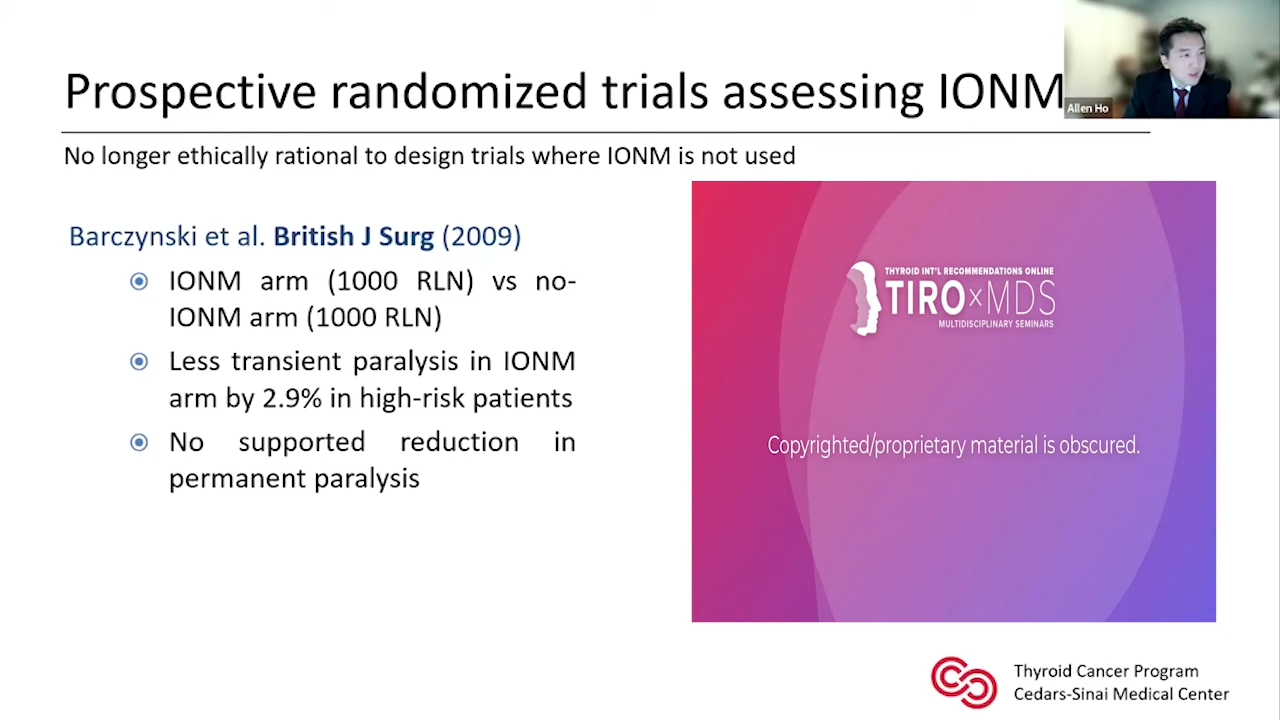 Prospective randomized trials assessing IONM
Allen Ho
No longer ethically rational to design trials where IONM is not used
Barczynski et al. British J Surg (2009)
IONM arm (1000 RLN) vs no-
IONM arm (1000 RLN)
Less transient paralysis in IONM
arm by 2.9% in high-risk patients
No supported reduction in
permanent paralysis
THYROID INT'L RECOMMENDATIONS ONLINE
TIRO×MDS
MULTIDISCIPLINARY SEMINARS
Copyrighted/proprietary material is obscured.
Thyroid Cancer Program
Cedars-Sinai Medical Center